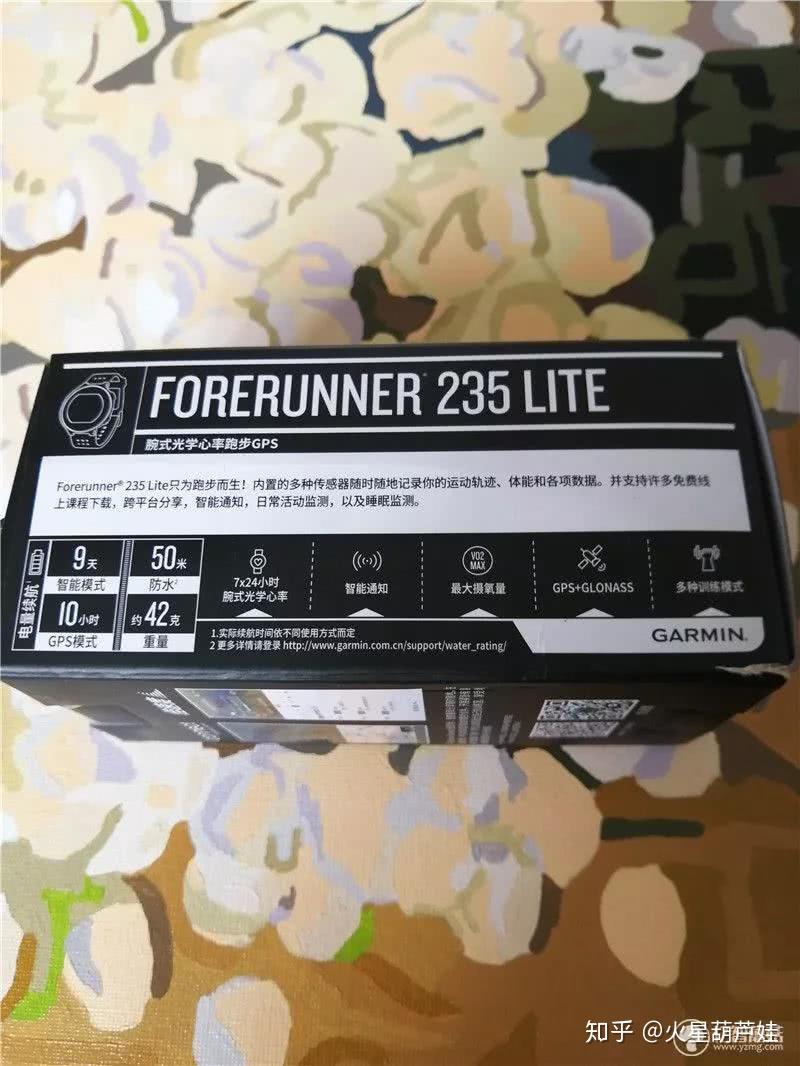 FORERUNNER® 235 LITE
腕式光学心率跑步GPS
Forerunner® 235 Lite只为跑步而生！内置的多种传感器随时随地记录你的运动轨迹、体能和各项数据。并支持许多免费线
上课程下载，跨平台分享，智能通知，日常活动监测，以及睡眠监测。
电量续航¹
9天
智能模式
10小时
GPS模式
50米
防水²
约42克
重量
7x24小时
腕式光学心率
智能通知
VO2
MAX
最大摄氧量
GPS+GLONASS
多种训练模式
1.实际续航时间依不同使用方式而定
2 更多详情请登录 http://www.garmin.com.cn/support/water_rating/
GARMIN.
知乎 @火星葫芦娃
www.yzmg.com